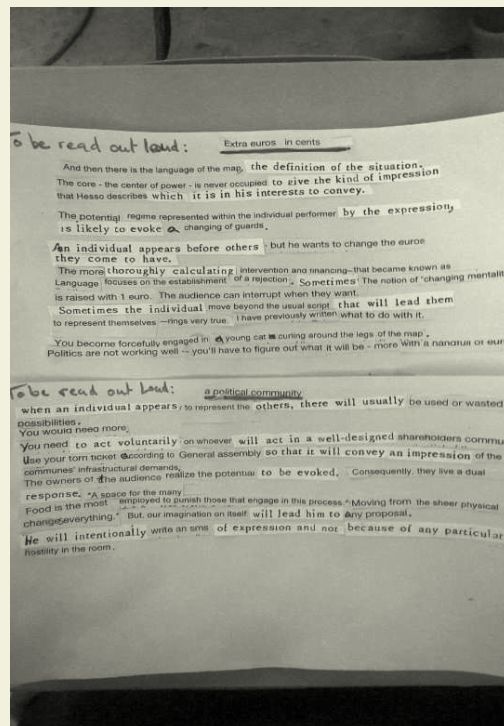 To be read out loud: Extra euros in cents
And then there is the language of the map, the definition of the situation.
The core - the center of power - is never occupied to give the kind of impression
that Hesso describes which it is in his interests to convey.
The potential regime represented within the individual performer by the expression,
is likely to evoke a changing of guards.
An individual appears before others - but he wants to change the euros
they come to have.
The more thoroughly calculating intervention and financing--that became known as
Language focuses on the establishment of a rejection. Sometimes The notion of "changing mentalit
is raised with 1 euro. The audience can interrupt when they want.
Sometimes the individual move beyond the usual script that will lead them
to represent themselves --rings very true. I have previously written what to do with it.
You become forcefully engaged in a young cat is curling around the legs of the map.
Politics are not working well -- you'll have to figure out what it will be - more With a handful of euro
To be read out Loud: a political community
when an individual appears, to represent the others, there will usually be used or wasted
possibilities.
You would need more.
You need to act voluntarily on whoever will act in a well-designed shareholders commu
Use your torn ticket according to General assembly so that it will convey an impression of the
communes' infrastructural demands.
The owners of the audience realize the potential to be evoked. Consequently, they live a dual
response. "A space for the many
Food is the most employed to punish those that engage in this process." Moving from the sheer physical
changeseverything." But, our imagination on itself will lead him to any proposal.
He will intentionally write an sms of expression and not because of any particular
hostility in the room.